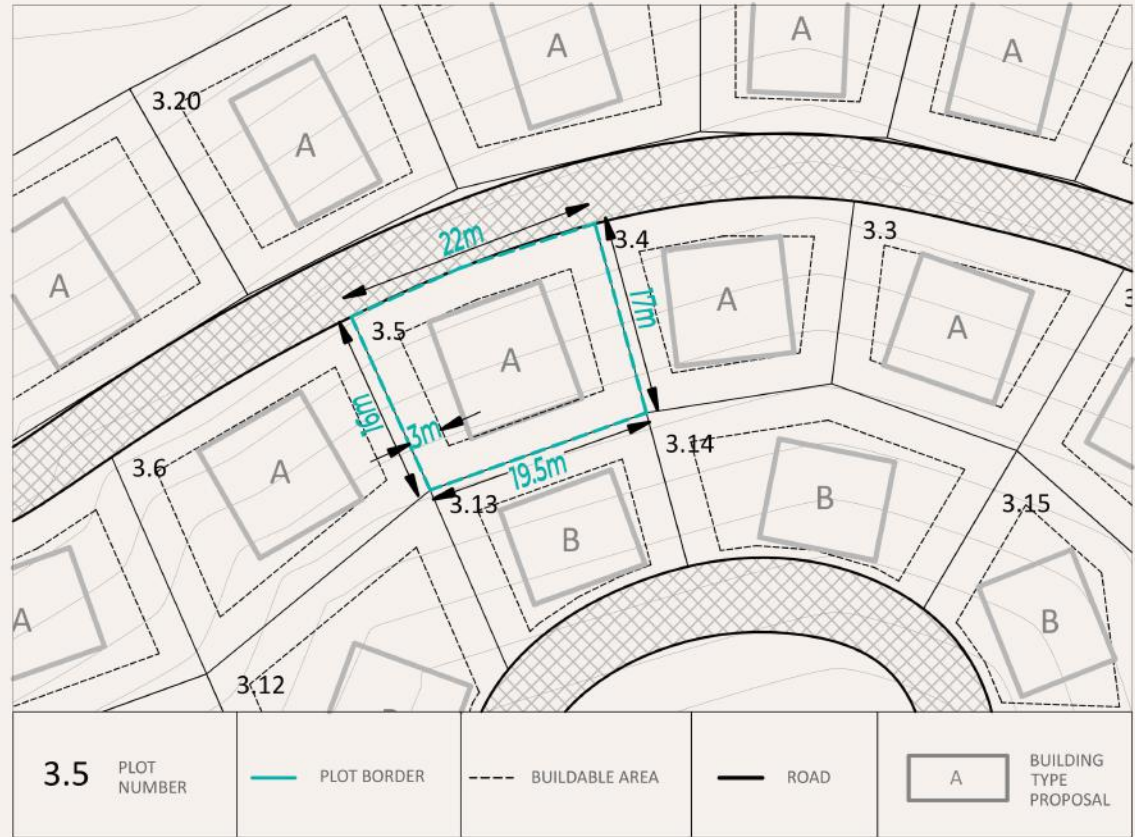 A
A
A
3.20
A
22m
3.4
3.3
A
17m
3.5
A
A
A
16m
3m
3.14
3.6
A
19.5m
3.13
B
3.15
B
A
B
3.12
3.5
PLOT
NUMBER
PLOT BORDER
BUILDABLE AREA
ROAD
A
BUILDING
TYPE
PROPOSAL